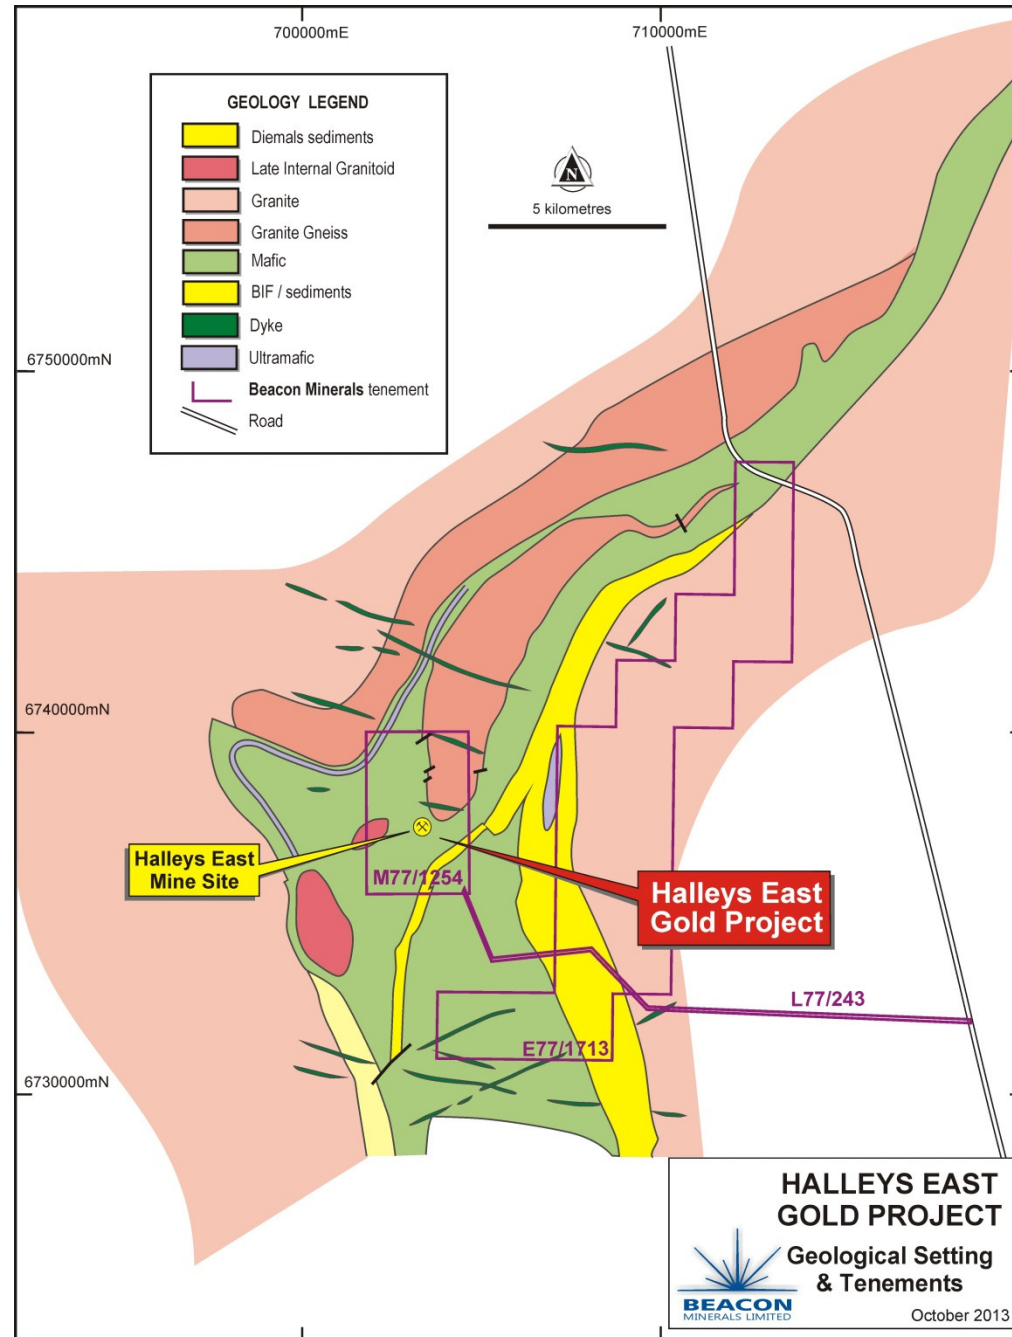 700000mE
710000mE
GEOLOGY LEGEND
Diemals sediments
Late Internal Granitoid
Granite
Granite Gneiss
Mafic
BIF / sediments
Dyke
Ultramafic
Beacon Minerals tenement
Road
N
5 kilometres
6750000mN
6740000mN
Halleys East
Mine Site
M77/1254
Halleys East
Gold Project
L77/243
E77/1713
6730000mN
HALLEYS EAST
GOLD PROJECT
Geological Setting
& Tenements
BEACON
MINERALS LIMITED
October 2013